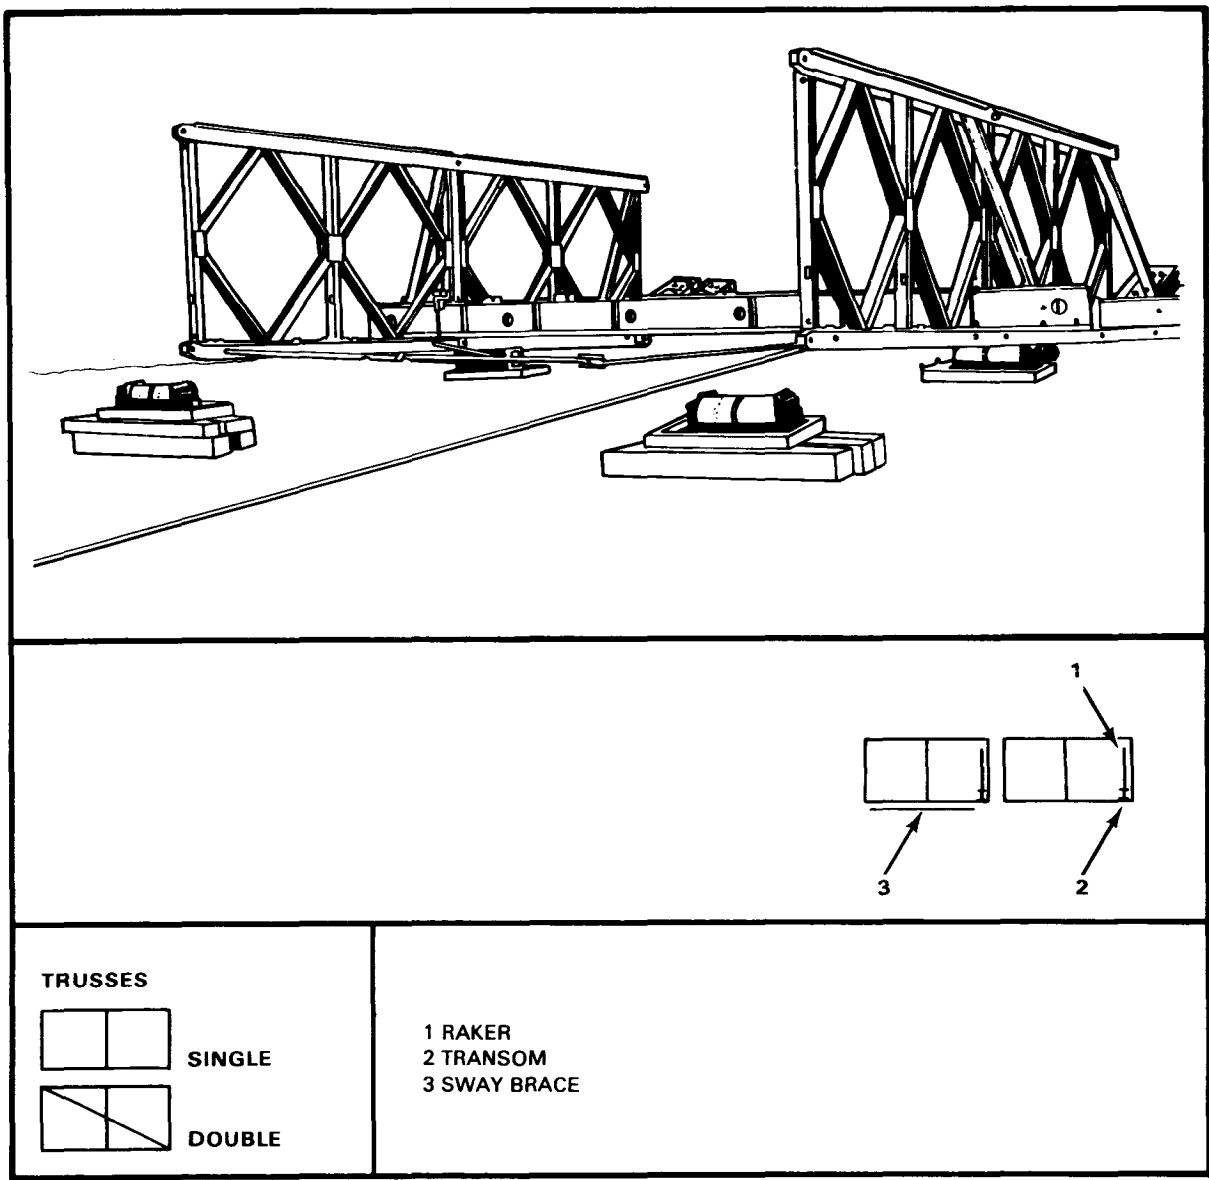 1
3
2
TRUSSES
SINGLE
DOUBLE
1 RAKER
2 TRANSOM
3 SWAY BRACE